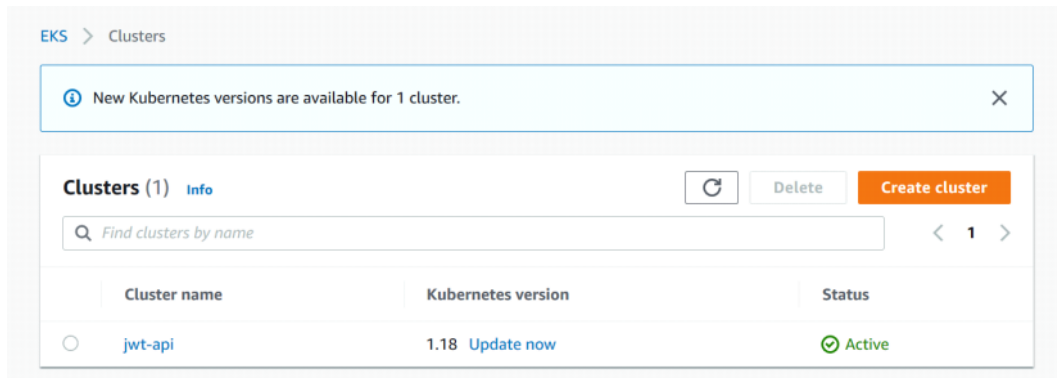 EKS > Clusters
New Kubernetes versions are available for 1 cluster.
Clusters (1) Info Delete Create cluster
Find clusters by name < 1 >
Cluster name Kubernetes version Status
jwt-api 1.18 Update now Active